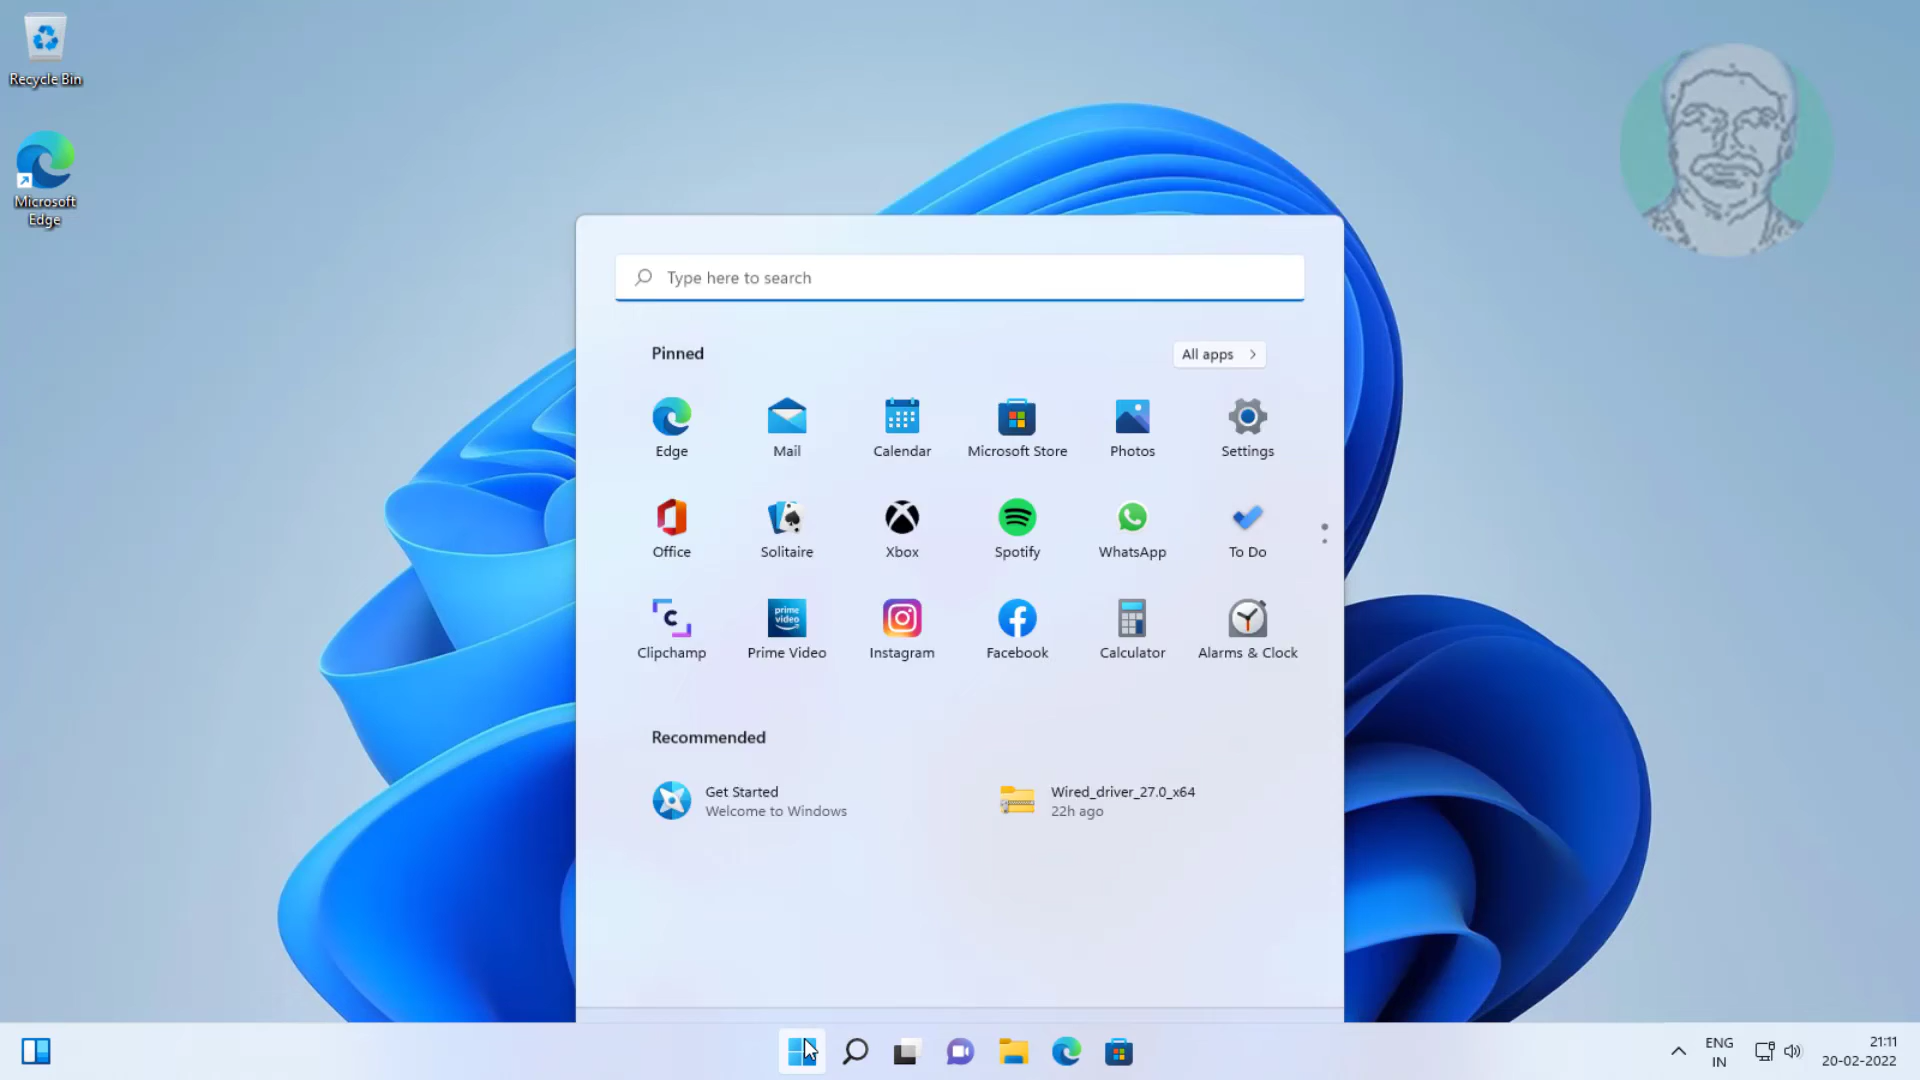 Recycle Bin
Microsoft
Edge
Type here to search
Pinned
All apps
Edge
Mail
Calendar
Microsoft Store
Photos
Settings
Office
Solitaire
Xbox
Spotify
WhatsApp
To Do
prime
video
Clipchamp
Prime Video
Instagram
Facebook
Calculator
Alarms & Clock
Recommended
Get Started
Welcome to Windows
Wired_driver_27.0_x64
22h ago
ENG
IN
21:11
20-02-2022